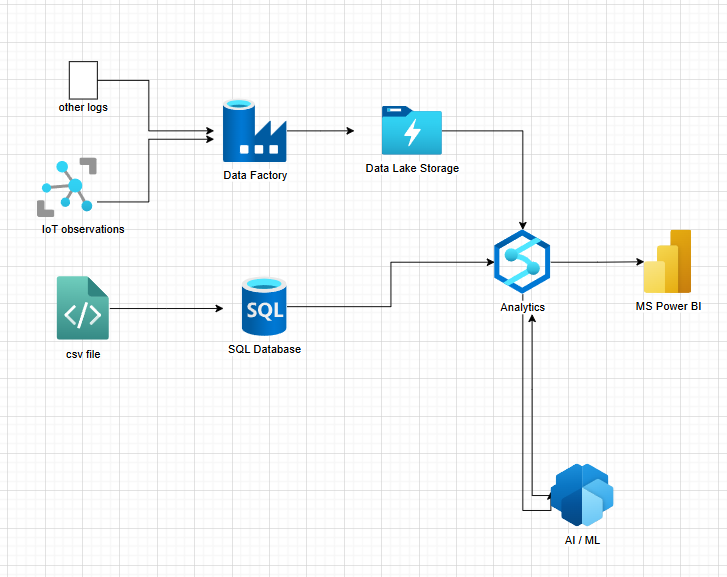 other logs
Data Factory
Data Lake Storage
IoT observations
Analytics
MS Power BI
</>
csv file
SQL
SQL Database
AI / ML